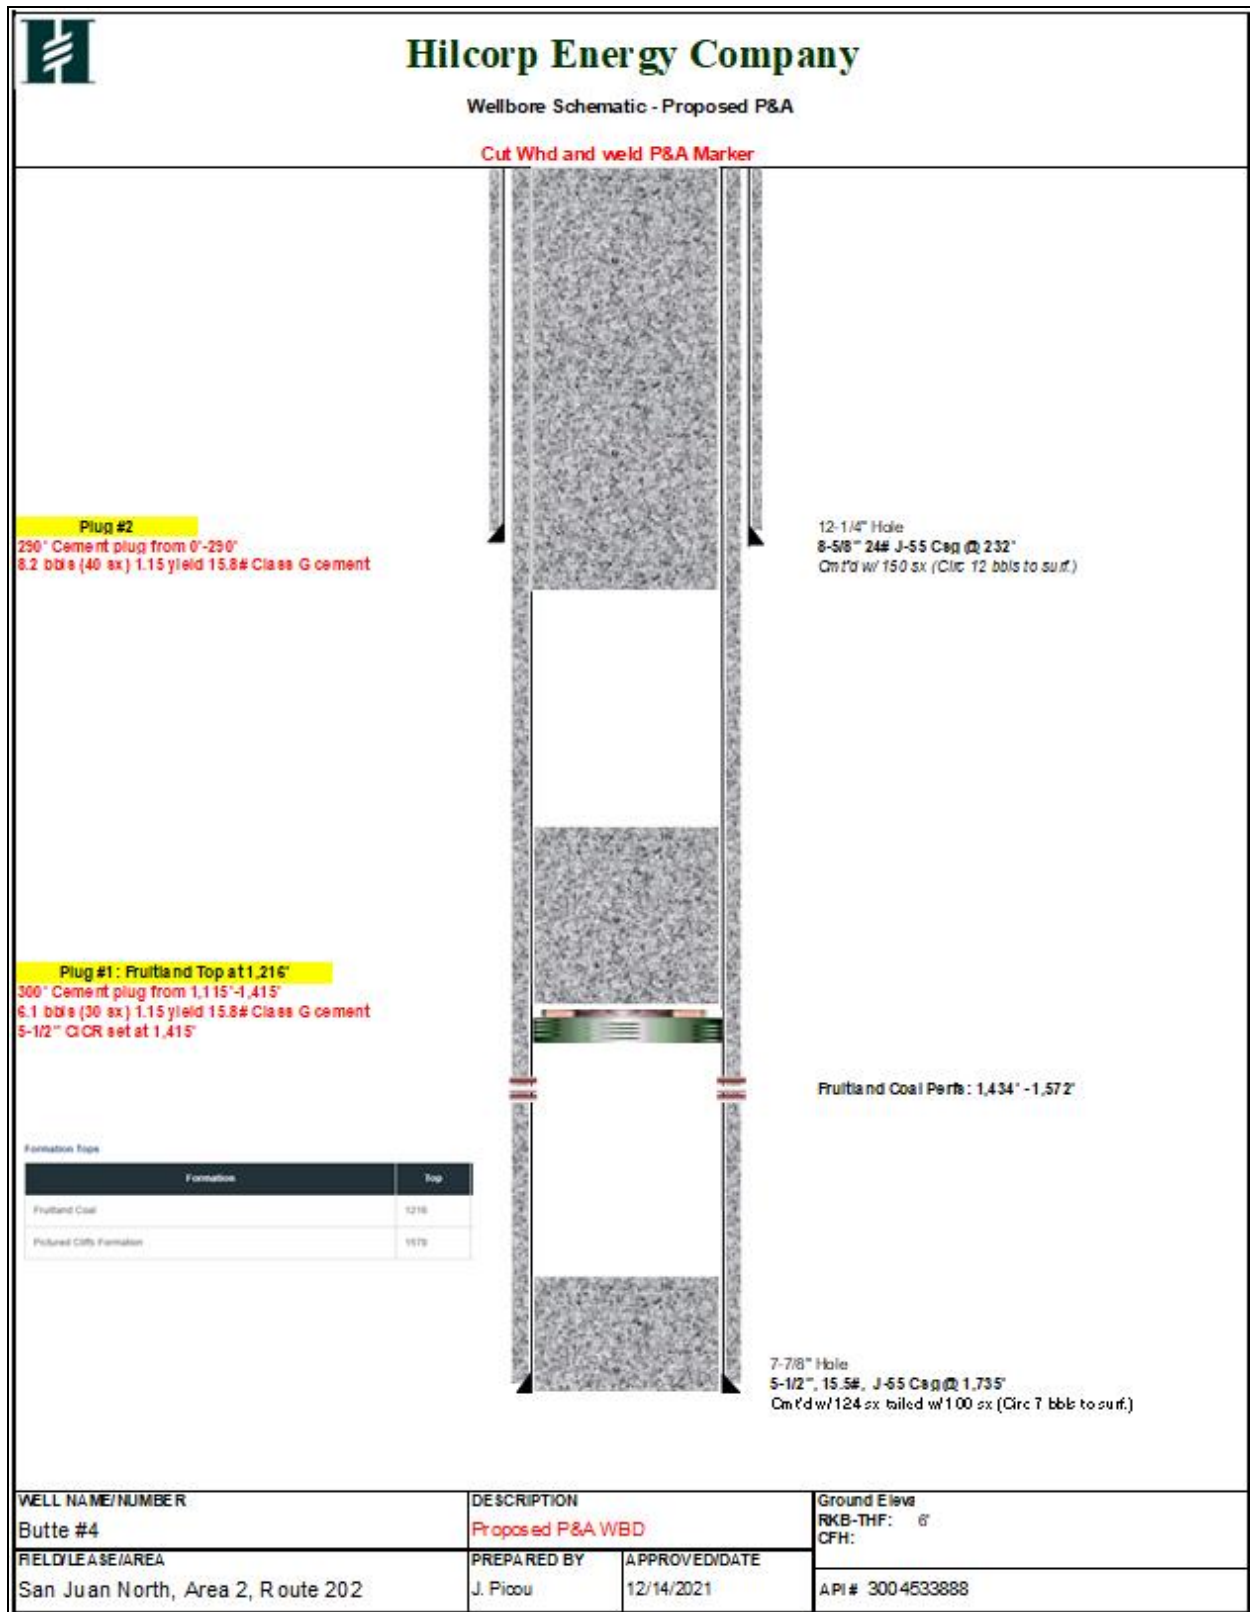 Hilcorp Energy Company
Wellbore Schematic - Proposed P&A
Cut Whd and weld P&A Marker
Plug #2
290' Cement plug from 0'-290'
8.2 bbls (40 sx) 1.15 yield 15.8# Class G cement
12-1/4" Hole
8-5/8" 24# J-55 Csg @ 232'
Cmt'd w/ 150 sx (Circ 12 bbls to surf.)
Plug #1: Fruitland Top at 1,216'
300' Cement plug from 1,115'-1,415'
6.1 bbls (30 sx) 1.15 yield 15.8# Class G cement
5-1/2" CICR set at 1,415'
Fruitland Coal Perfs: 1,434' - 1,572'
Formation Tops
Formation Top
Fruitland Coal 1216
Pictured Cliffs Formation
7-7/8" Hole
5-1/2", 15.5#, J-55 Csg @ 1,735'
Cmt'd w/ 124 sx tailed w/ 100 sx (Circ 7 bbls to surf.)
WELL NAME/NUMBER
Butte #4
DESCRIPTION
Proposed P&A WBD
Ground Elev:
RKB-THF: 6'
CFH:
FIELD/LEASE/AREA
San Juan North, Area 2, Route 202
PREPARED BY
J. Picou
APPROVED/DATE
12/14/2021
API # 3004533888